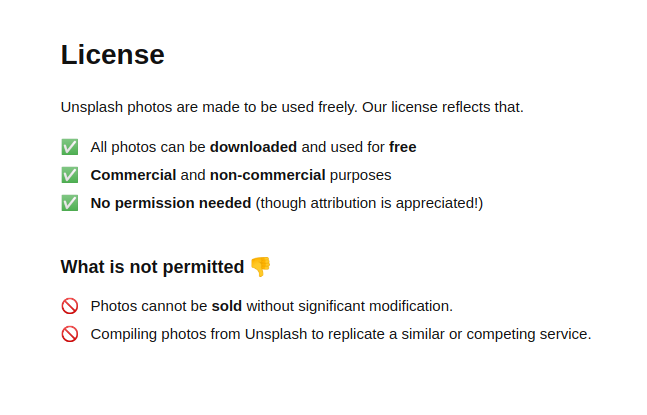 License
Unsplash photos are made to be used freely. Our license reflects that.
✅ All photos can be downloaded and used for free
✅ Commercial and non-commercial purposes
✅ No permission needed (though attribution is appreciated!)
What is not permitted 👎
🚫 Photos cannot be sold without significant modification.
🚫 Compiling photos from Unsplash to replicate a similar or competing service.